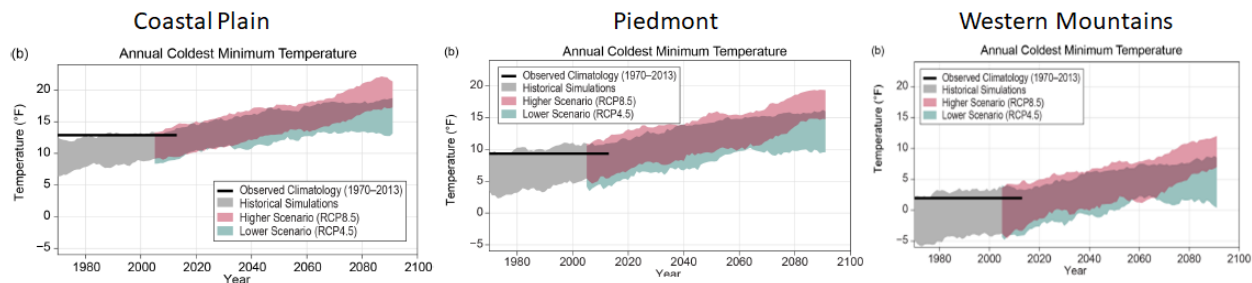 Coastal Plain
(b) Annual Coldest Minimum Temperature
Temperature (°F)
20
15
10
5
0
−5
Observed Climatology (1970–2013)
Historical Simulations
Higher Scenario (RCP8.5)
Lower Scenario (RCP4.5)
1980 2000 2020 2040 2060 2080 2100
Year
Piedmont
(b) Annual Coldest Minimum Temperature
Temperature (°F)
Observed Climatology (1970–2013)
Historical Simulations
Higher Scenario (RCP8.5)
Lower Scenario (RCP4.5)
20
15
10
5
0
−5
1980 2000 2020 2040 2060 2080 2100
Year
Western Mountains
(b) Annual Coldest Minimum Temperature
Temperature (°F)
Observed Climatology (1970–2013)
Historical Simulations
Higher Scenario (RCP8.5)
Lower Scenario (RCP4.5)
20
15
10
5
0
−5
1980 2000 2020 2040 2060 2080 2100
Year